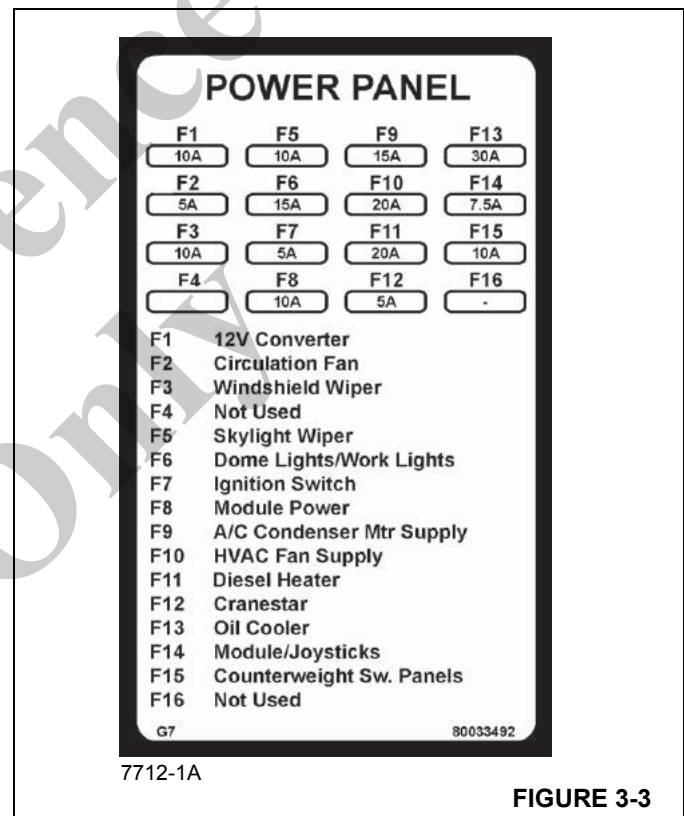 POWER PANEL
F1 F5 F9 F13
10A 10A 15A 30A
F2 F6 F10 F14
5A 15A 20A 7.5A
F3 F7 F11 F15
10A 5A 20A 10A
F4 F8 F12 F16
10A 5A -
F1 12V Converter
F2 Circulation Fan
F3 Windshield Wiper
F4 Not Used
F5 Skylight Wiper
F6 Dome Lights/Work Lights
F7 Ignition Switch
F8 Module Power
F9 A/C Condenser Mtr Supply
F10 HVAC Fan Supply
F11 Diesel Heater
F12 Cranestar
F13 Oil Cooler
F14 Module/Joysticks
F15 Counterweight Sw. Panels
F16 Not Used
G7 80033492
7712-1A
FIGURE 3-3
ence
Only